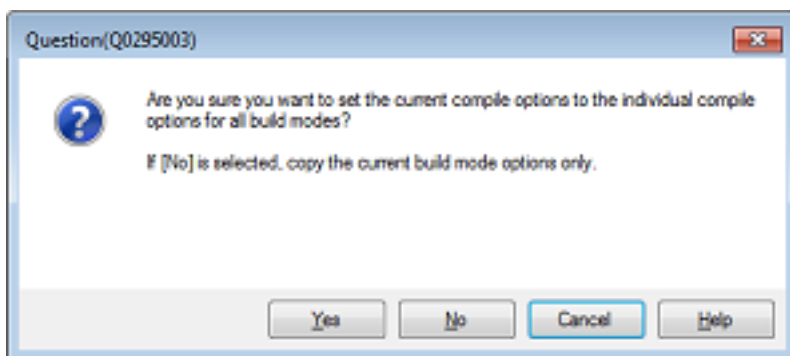 Question(Q0295003)
Are you sure you want to set the current compile options to the individual compile
options for all build modes?
If [No] is selected, copy the current build mode options only.
Yes
No
Cancel
Help